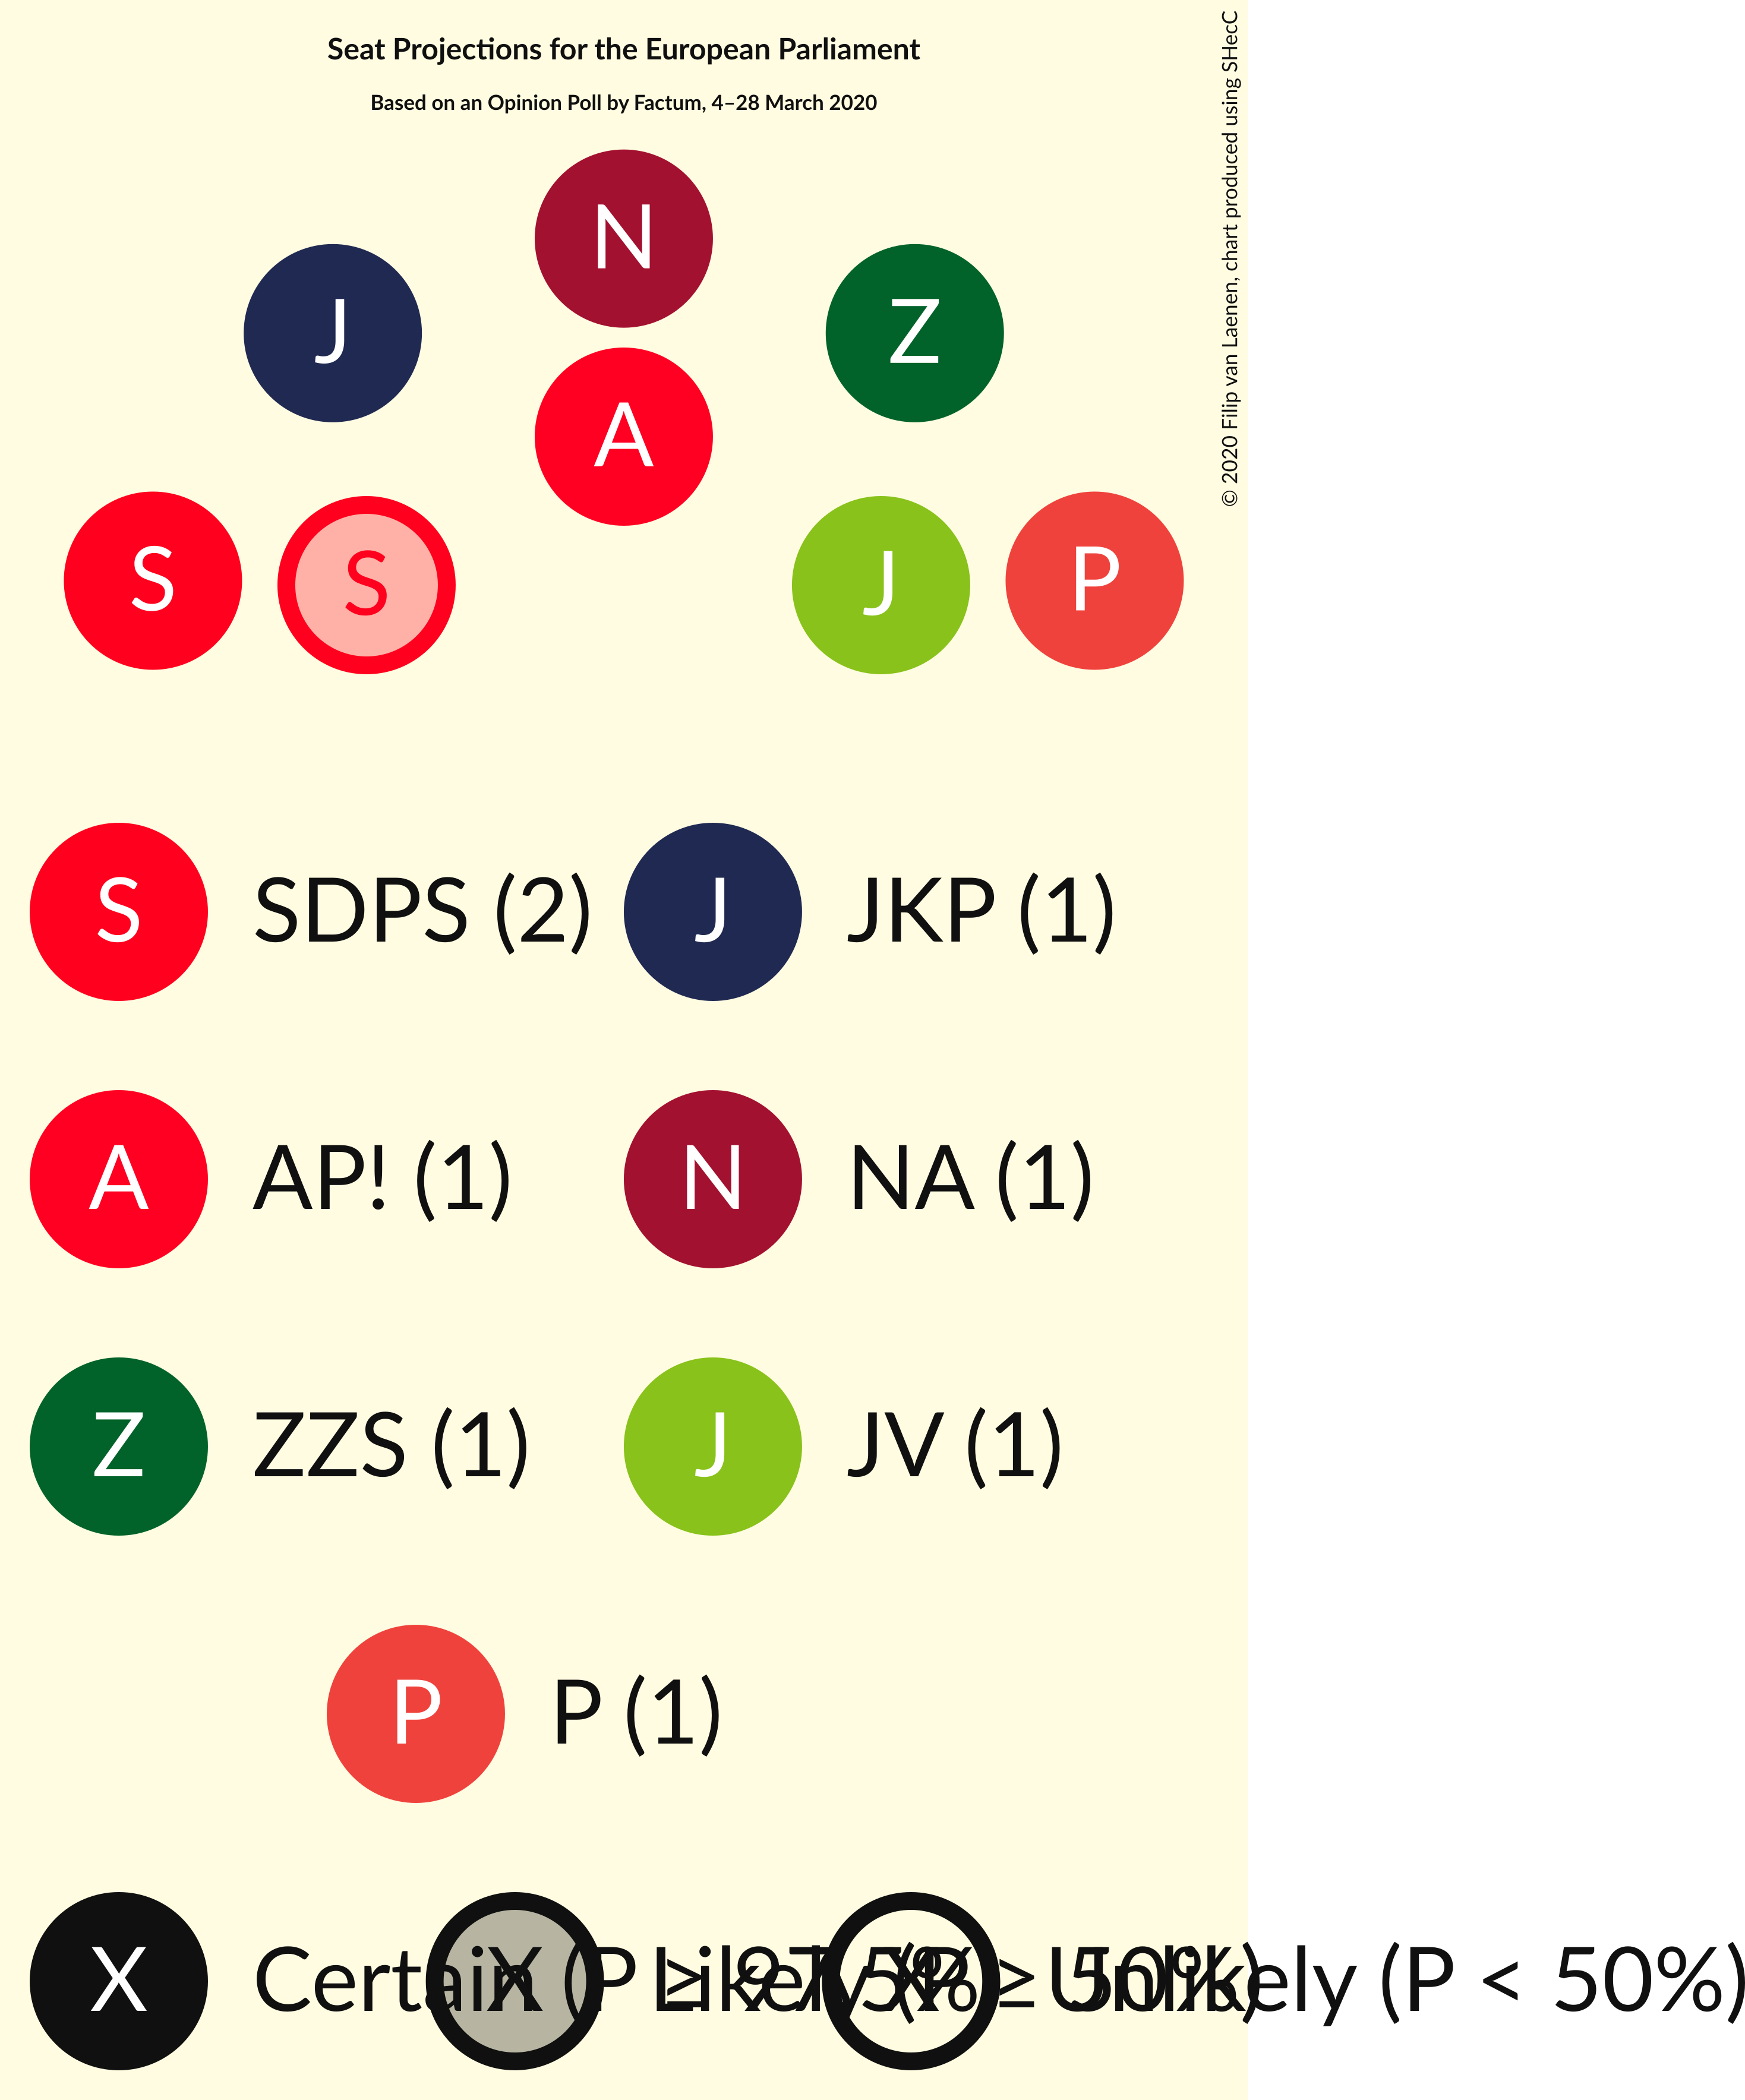 Seat Projections for the European Parliament
Based on an Opinion Poll by Factum, 4–28 March 2020
© 2020 Filip van Laenen, chart produced using SHecC
N
J
Z
A
S
S
J
P
S SDPS (2)
J JKP (1)
A AP! (1)
N NA (1)
Z ZZS (1)
J JV (1)
P P (1)
X Certain (P ≥ 97.5%)
X Likely (P ≥ 50%)
X Unlikely (P < 50%)